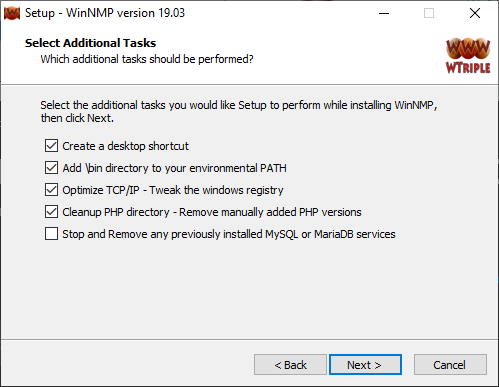 Setup - WinNMP version 19.03
Select Additional Tasks
Which additional tasks should be performed?
WWW
WTRIPLE
Select the additional tasks you would like Setup to perform while installing WinNMP,
then click Next.
Create a desktop shortcut
Add \bin directory to your environmental PATH
Optimize TCP/IP - Tweak the windows registry
Cleanup PHP directory - Remove manually added PHP versions
Stop and Remove any previously installed MySQL or MariaDB services
< Back
Next >
Cancel